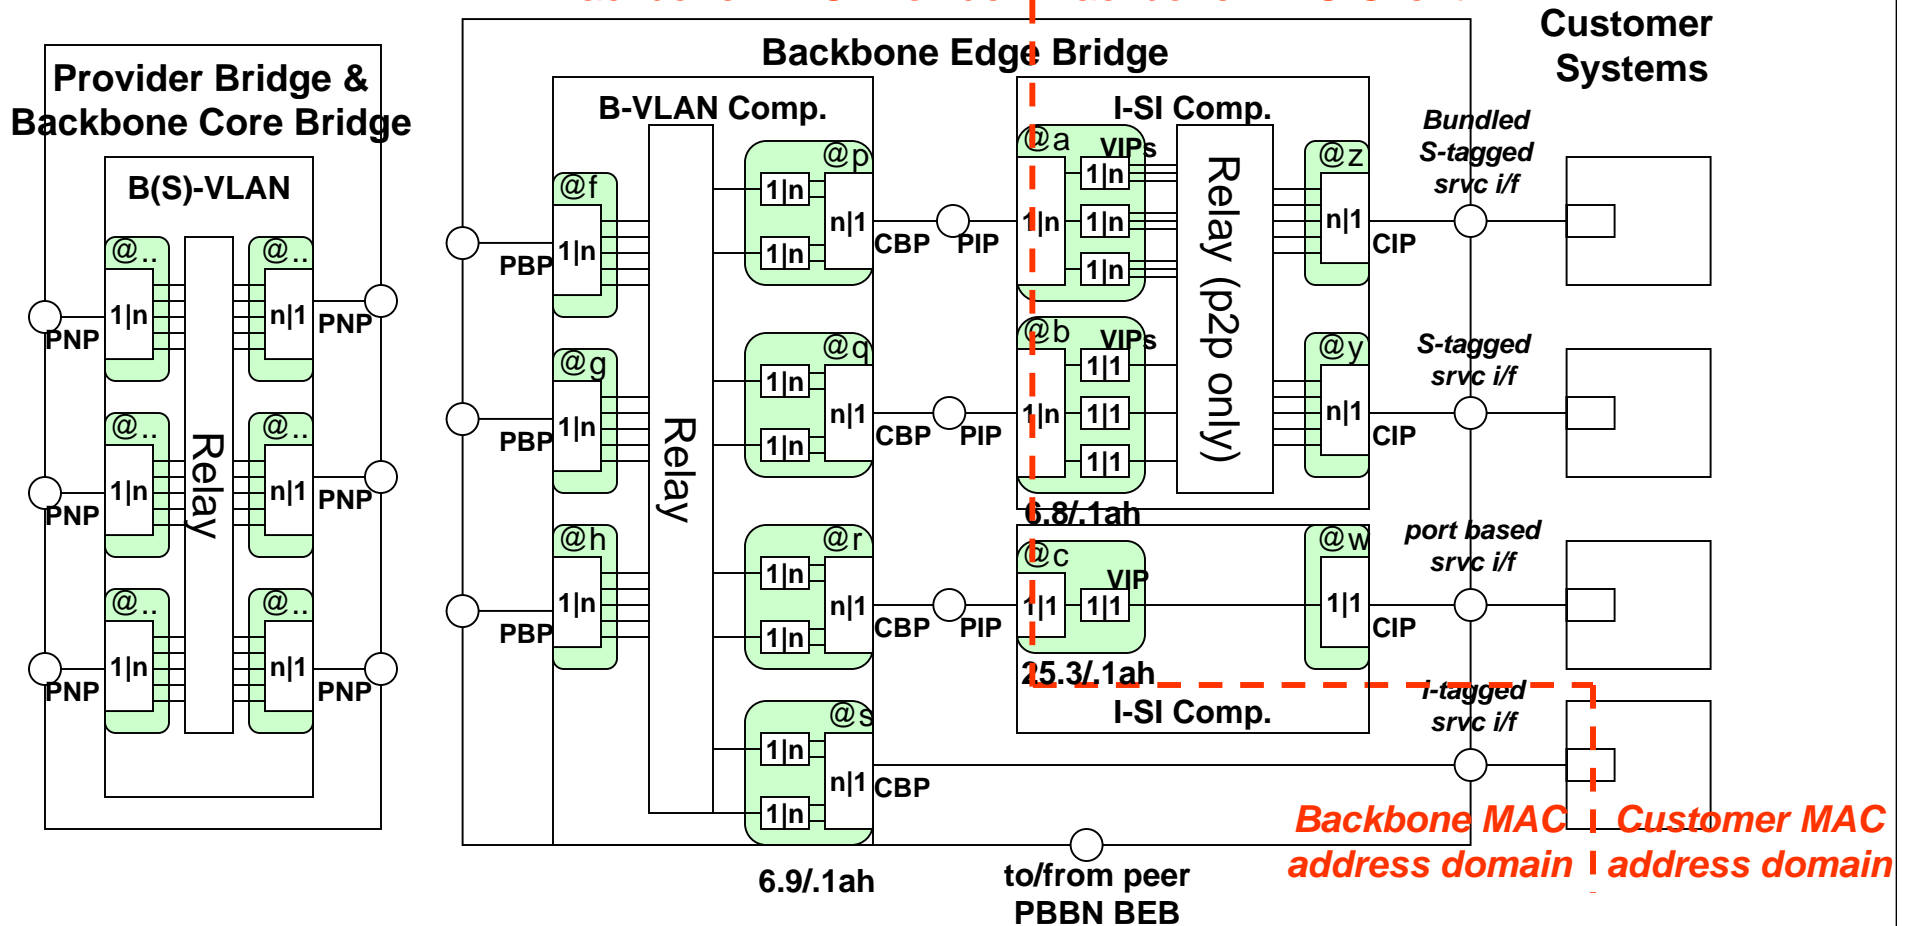 Customer
Systems
Backbone Edge Bridge
Provider Bridge &
Backbone Core Bridge
B(S)-VLAN
@..
@..
1|n
n|1
PNP
PNP
@..
@..
1|n
n|1
PNP
PNP
@..
@..
1|n
n|1
PNP
PNP
Relay
B-VLAN Comp.
@f
1|n
PBP
@g
1|n
PBP
@h
1|n
PBP
Relay
@p
1|n
1|n
n|1
CBP
PIP
@q
1|n
1|n
n|1
CBP
PIP
@r
1|n
1|n
n|1
CBP
PIP
@s
1|n
1|n
n|1
CBP
6.9/.1ah
I-SI Comp.
@a
VIPs
1|n
1|n
1|n
1|n
@b
VIPs
1|n
1|1
1|1
1|1
Relay (p2p only)
@z
n|1
CIP
@y
n|1
CIP
6.8/.1ah
@c
VIP
1|1
1|1
@w
1|1
CIP
25.3/.1ah
I-SI Comp.
Bundled
S-tagged
srvc i/f
S-tagged
srvc i/f
port based
srvc i/f
I-tagged
srvc i/f
to/from peer
PBBN BEB
Backbone MAC
address domain
Customer MAC
address domain